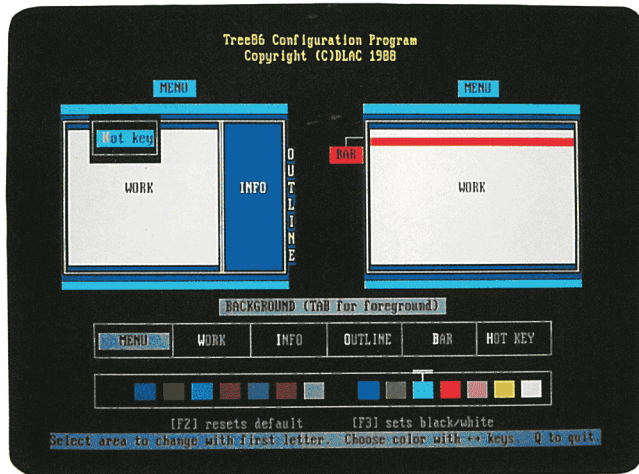 Tree86 Configuration Program
Copyright (C)DLAC 1988
MENU
MENU
Hot key
WORK
INFO
OUTLINE
BAR
WORK
BACKGROUND (TAB for foreground)
MENU WORK INFO OUTLINE BAR HOT KEY
[F2] resets default [F3] sets black/white
Select area to change with first letter. Choose color with ↔ keys. Q to quit.